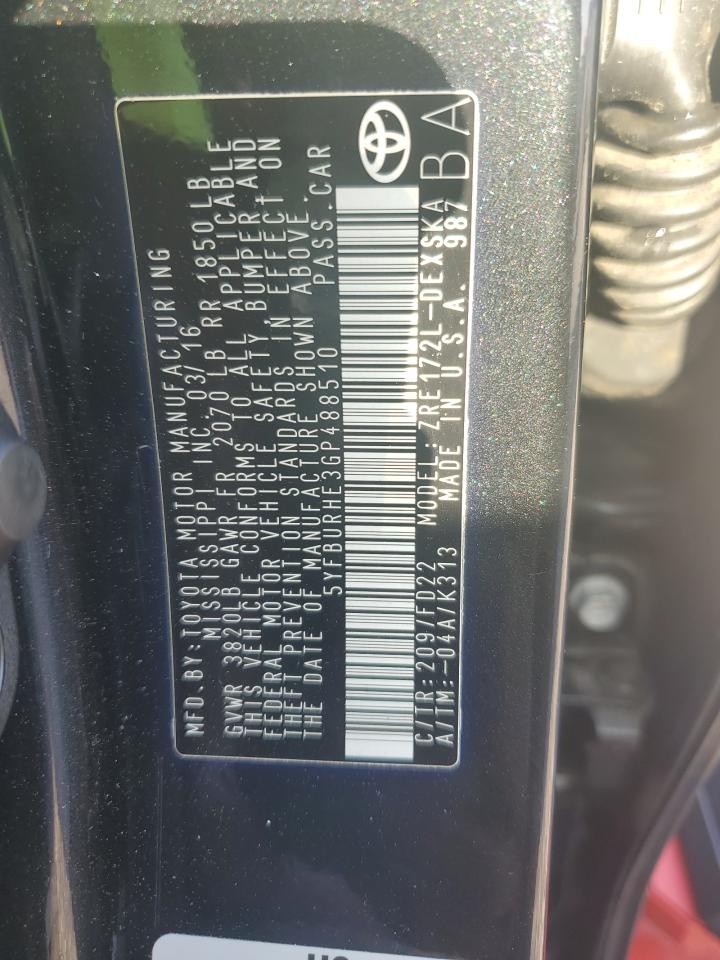 MFD.BY:TOYOTA MOTOR MANUFACTURING
MISSISSIPPI INC. 03/16
GVWR 3820LB GAWR FR 2070 LB RR 1850LB
THIS VEHICLE CONFORMS TO ALL APPLICABLE
FEDERAL MOTOR VEHICLE SAFETY, BUMPER,AND
THEFT PREVENTION STANDARDS IN EFFECT ON
THE DATE OF MANUFACTURE SHOWN ABOVE.
5YFBURHE3GP488510 PASS.CAR
C/TR:209/FD22 MODEL: ZRE172L-DEXSKA
A/TM:-04A/K313 MADE IN U.S.A. 987
BA